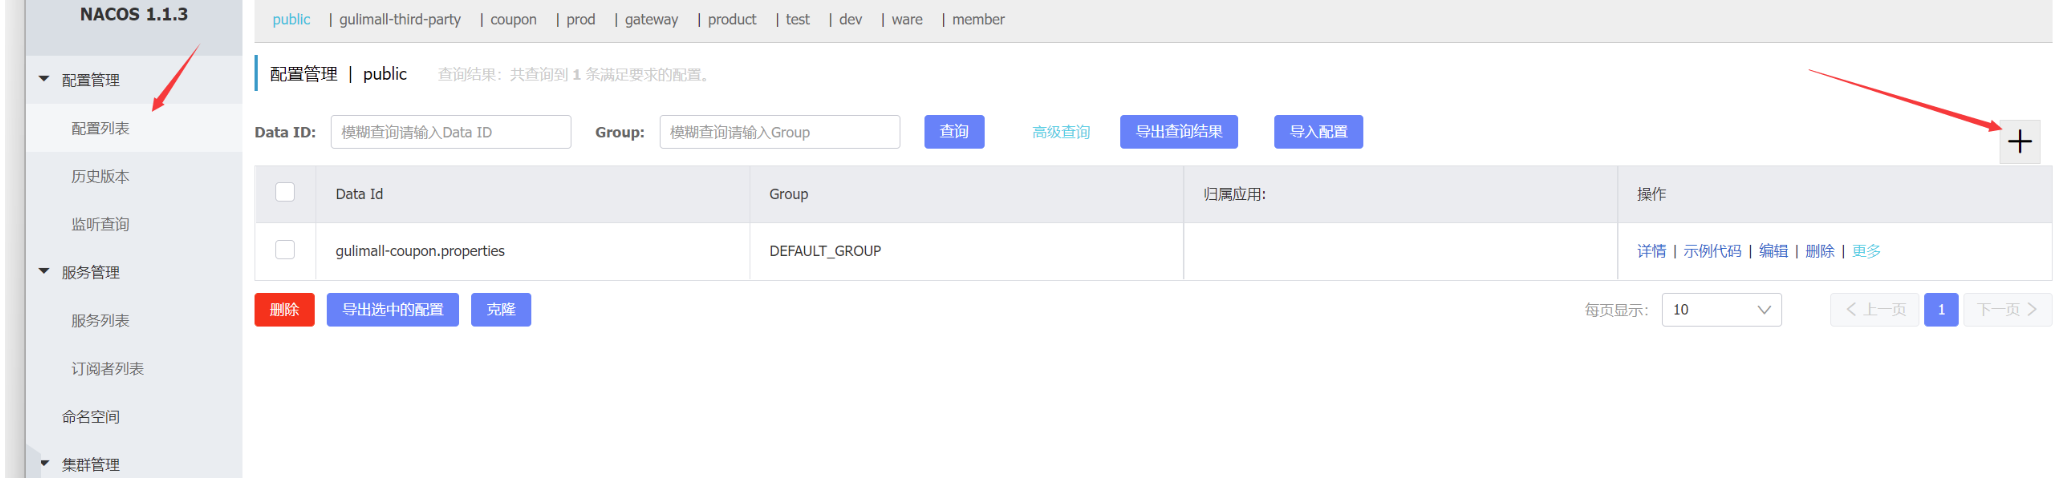 NACOS 1.1.3
public | gulimall-third-party | coupon | prod | gateway | product | test | dev | ware | member
配置管理
配置列表
历史版本
监听查询
服务管理
服务列表
订阅者列表
命名空间
集群管理
配置管理 | public 查询结果：共查询到 1 条满足要求的配置。
Data ID: 模糊查询请输入Data ID Group: 模糊查询请输入Group 查询 高级查询 导出查询结果 导入配置
Data Id Group 归属应用: 操作
gulimall-coupon.properties DEFAULT_GROUP 详情 | 示例代码 | 编辑 | 删除 | 更多
删除 导出选中的配置 克隆 每页显示: 10 上一页 1 下一页